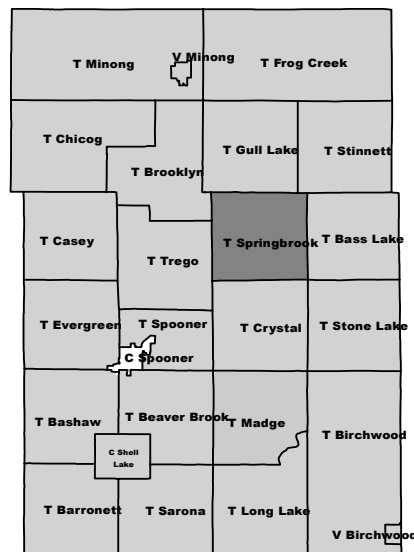 V Minong
T Minong
T Frog Creek
T Chicog
T Gull Lake
T Stinnett
T Brooklyn
T Casey
T Springbrook
T Bass Lake
T Trego
T Evergreen
T Spooner
T Crystal
T Stone Lake
C Spooner
T Bashaw
T Beaver Brook
T Madge
T Birchwood
C Shell
Lake
T Barronett
T Sarona
T Long Lake
V Birchwood